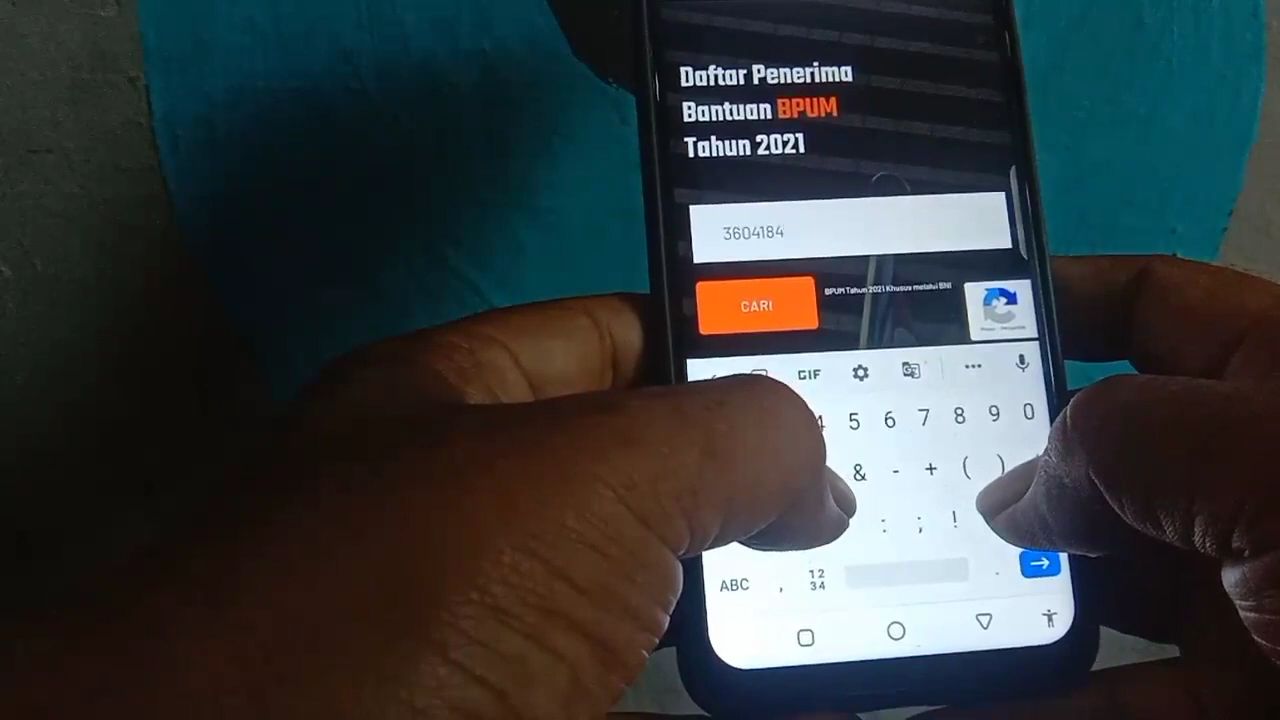 Daftar Penerima
Bantuan BPUM
Tahun 2021
3604184
CARI
BPUM Tahun 2021 Khusus melalui BNI
GIF
4 5 6 7 8 9 0
& - + ( )
: ; !
ABC , 12 34 .